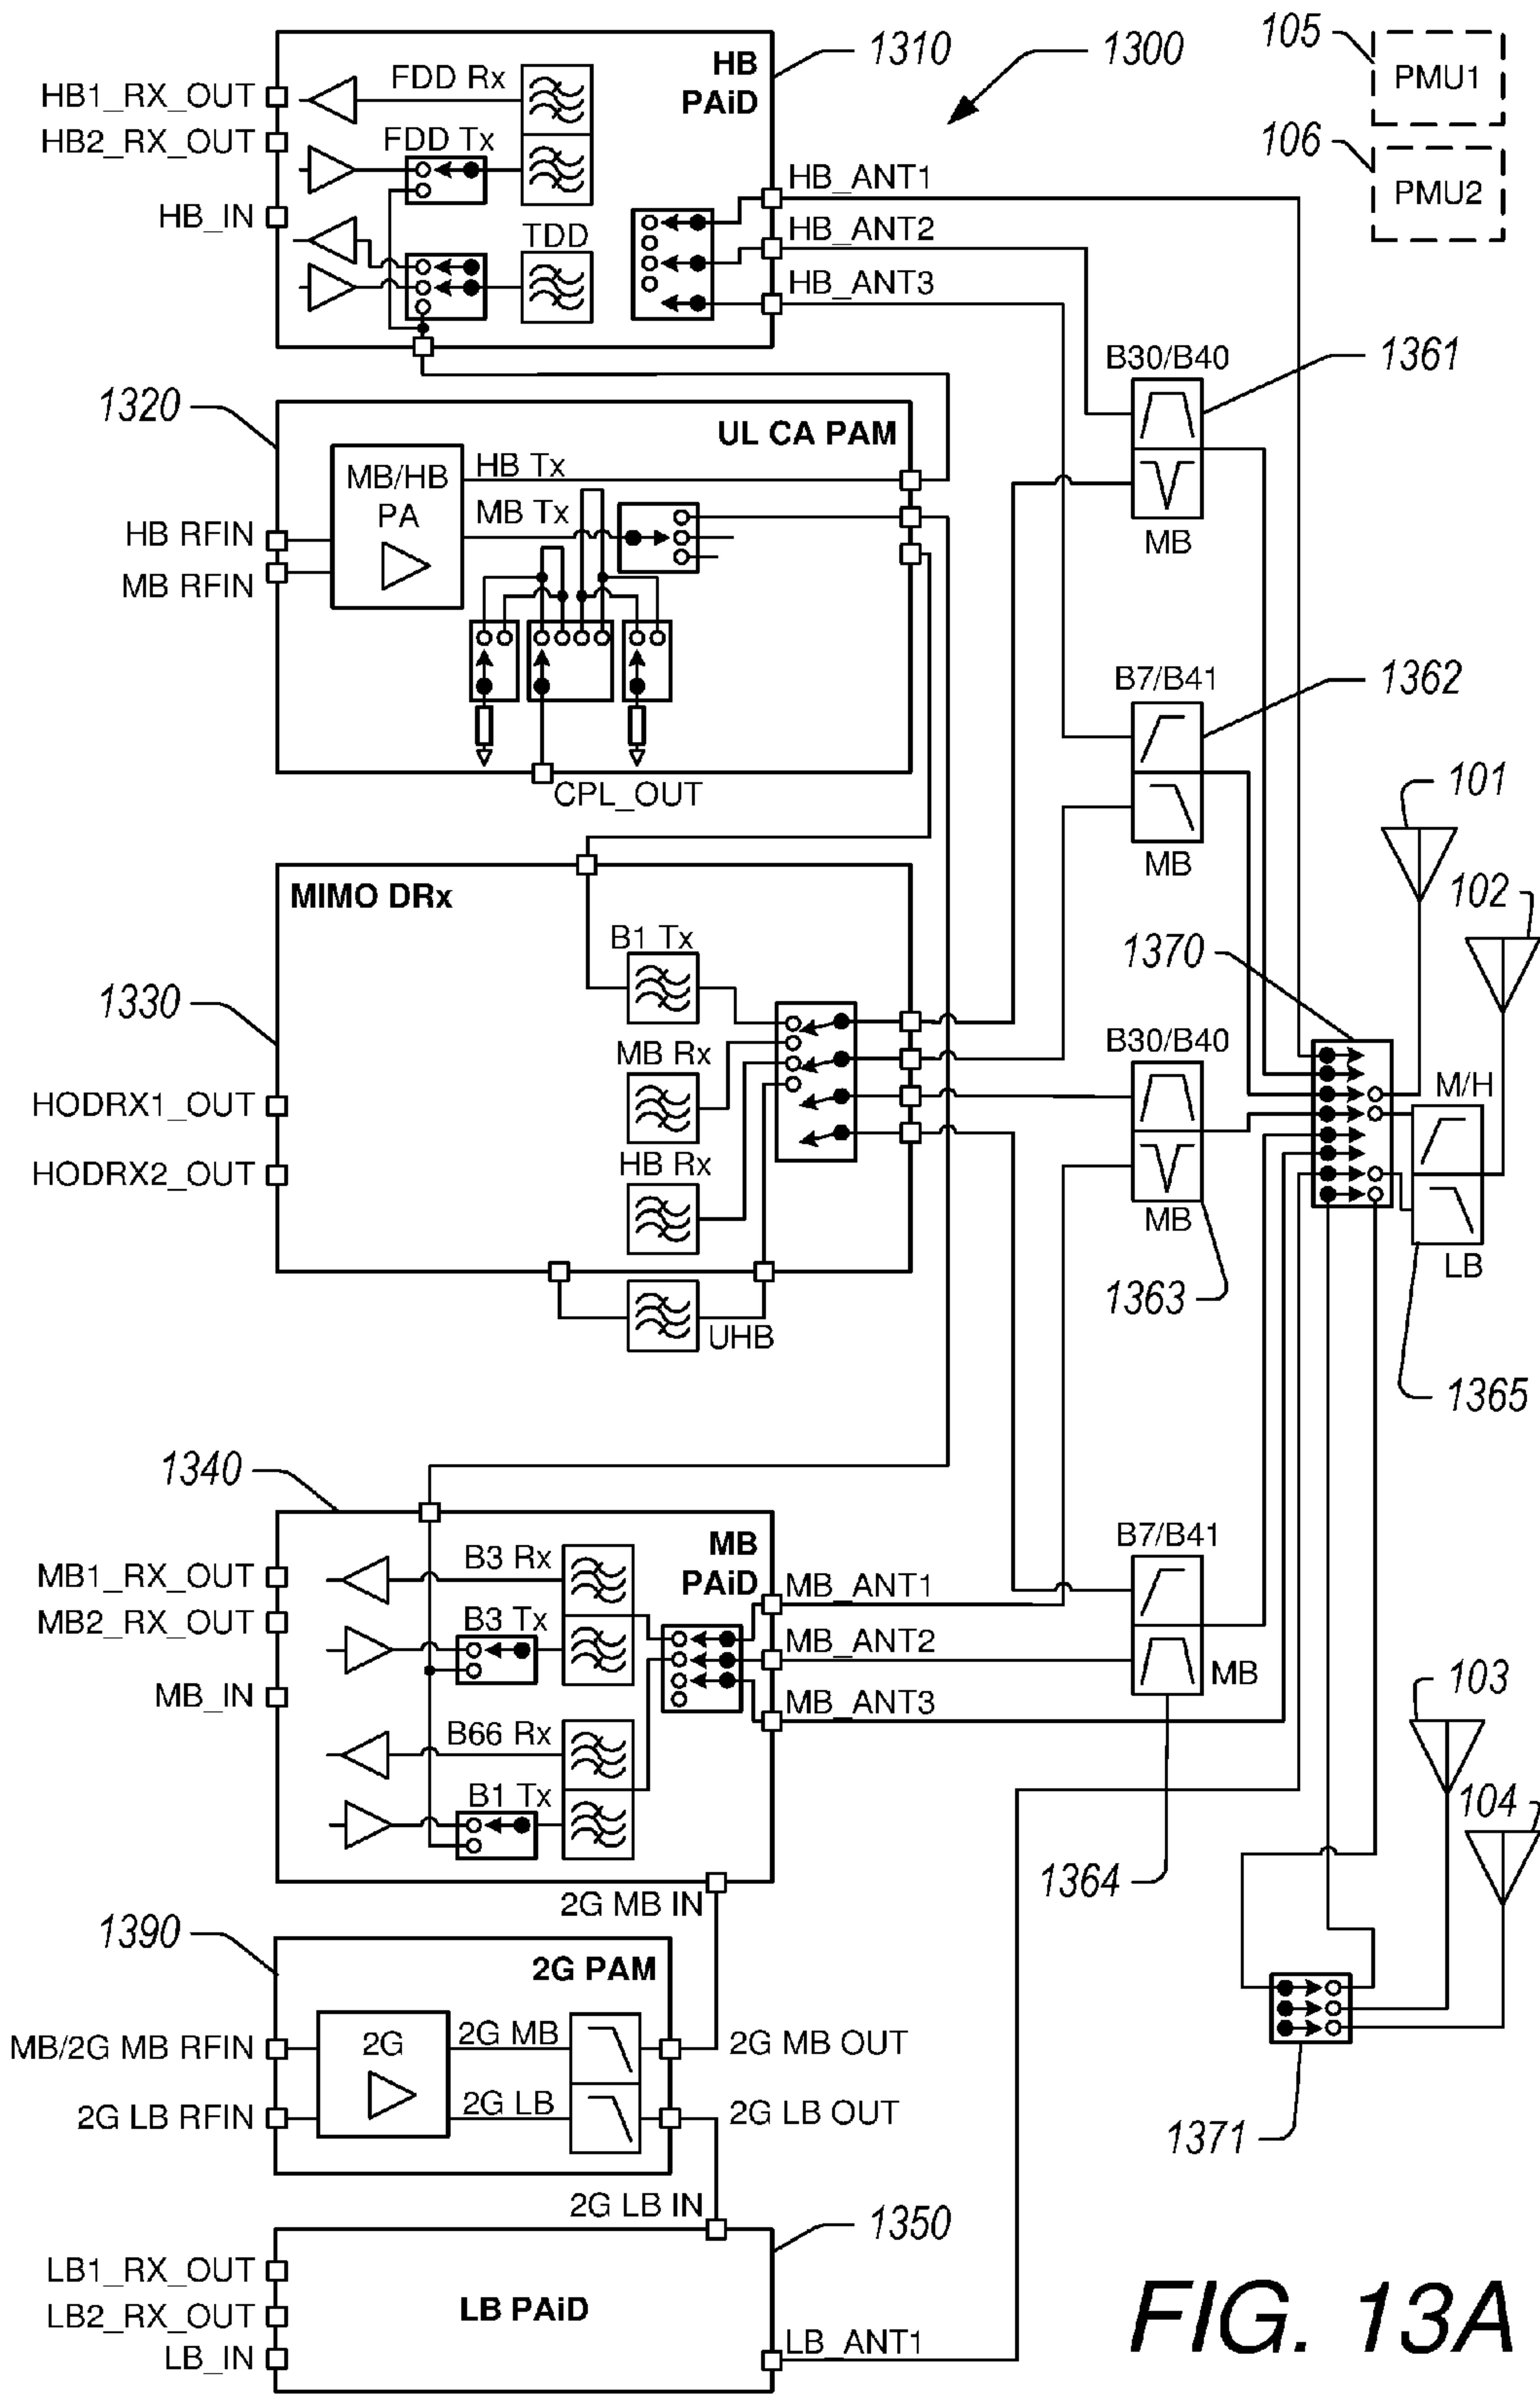 1310
1300
105
PMU1
106
PMU2
HB
PAiD
HB1_RX_OUT
FDD Rx
HB2_RX_OUT
FDD Tx
HB_IN
TDD
HB_ANT1
HB_ANT2
HB_ANT3
B30/B40
1361
MB
1320
UL CA PAM
MB/HB
PA
HB Tx
MB Tx
HB RFIN
MB RFIN
CPL_OUT
B7/B41
1362
MB
101
102
MIMO DRx
1330
B1 Tx
MB Rx
HB Rx
HODRX1_OUT
HODRX2_OUT
UHB
1370
B30/B40
MB
1363
M/H
LB
1365
1340
MB
PAiD
MB1_RX_OUT
B3 Rx
MB2_RX_OUT
B3 Tx
MB_IN
B66 Rx
B1 Tx
MB_ANT1
MB_ANT2
MB_ANT3
B7/B41
MB
1364
103
104
2G MB IN
1390
2G PAM
MB/2G MB RFIN
2G
2G MB
2G MB OUT
2G LB RFIN
2G LB
2G LB OUT
1371
2G LB IN
1350
LB1_RX_OUT
LB2_RX_OUT
LB_IN
LB PAiD
LB_ANT1
FIG. 13A